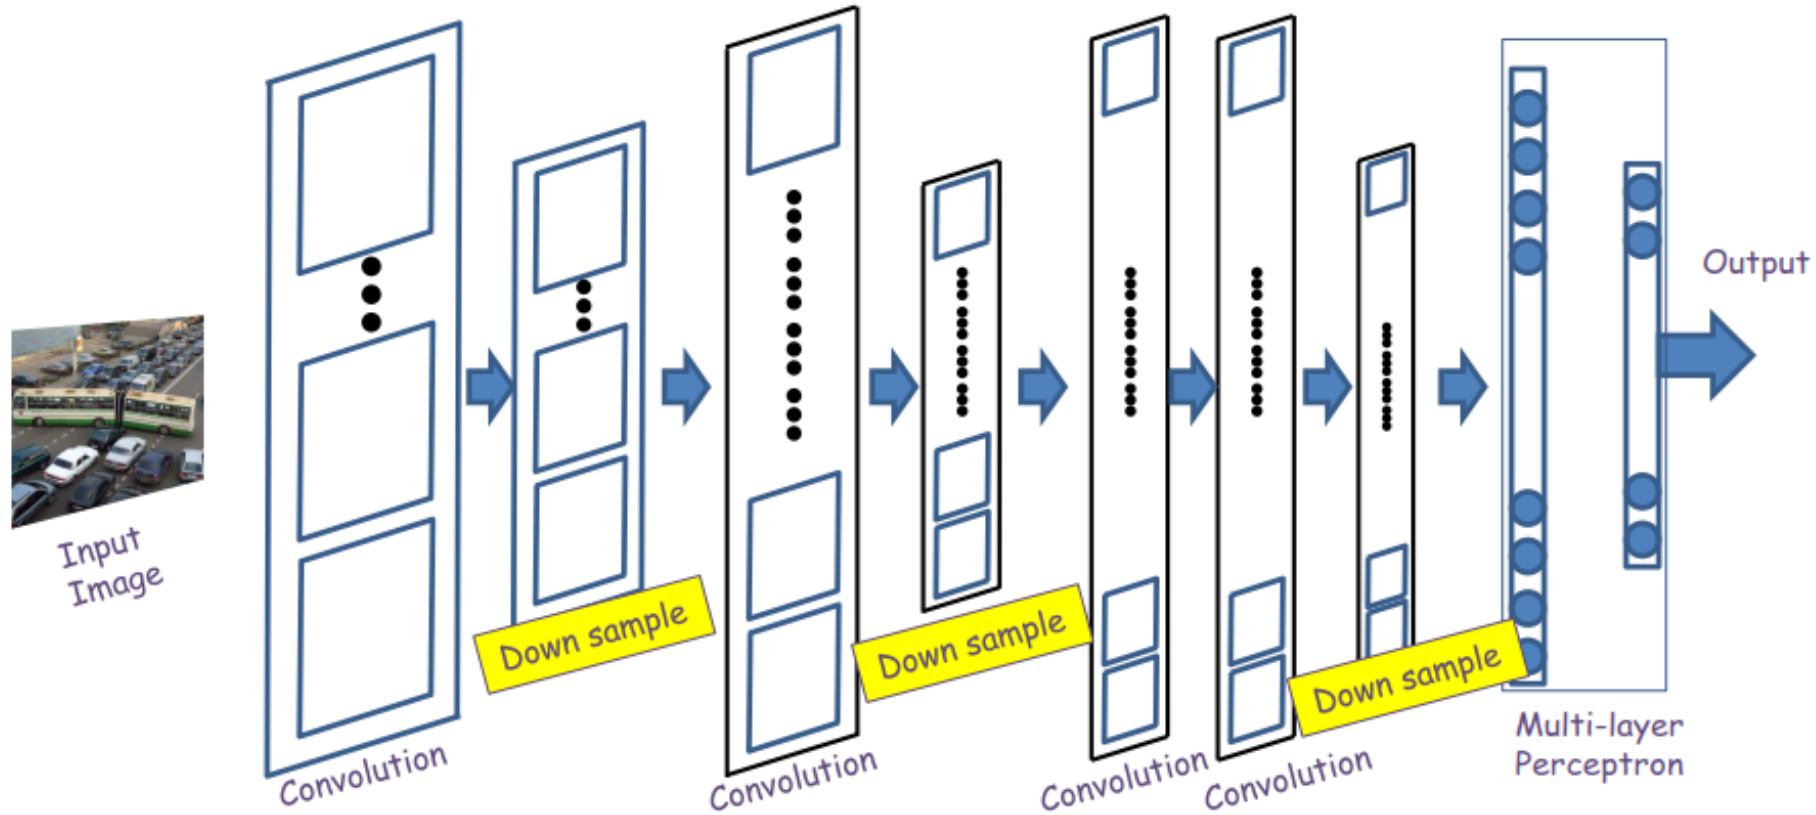 Input
Image
Convolution
Down sample
Convolution
Down sample
Convolution
Convolution
Down sample
Multi-layer
Perceptron
Output